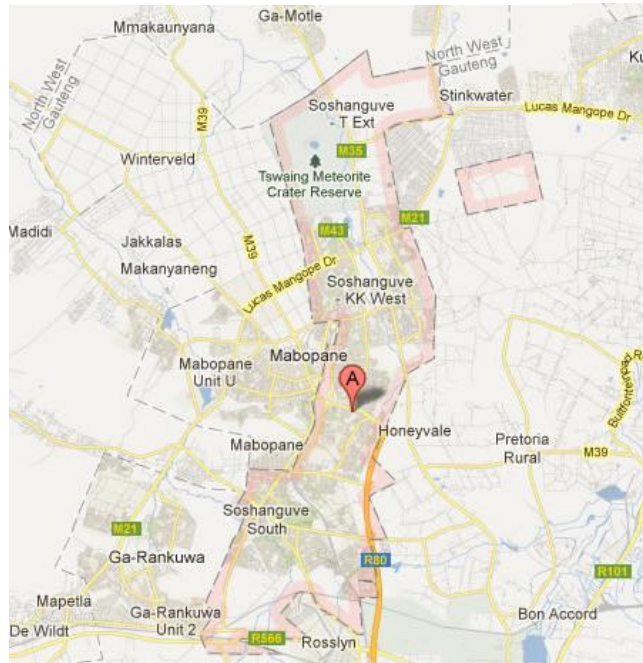 Ga-Motle
Mmakaunyana
North West
Gauteng
North West
Gauteng
Ku
Stinkwater
Soshanguve
- T Ext
Lucas Mangope Dr
M39
M35
Winterveld
Tswaing Meteorite
Crater Reserve
M21
Madidi
M43
Jakkalas
M39
Makanyaneng
Lucas Mangope Dr
Soshanguve
- KK West
Mabopane
Mabopane
Unit U
R
A
Honeyvale
Mabopane
Pretoria
Rural
M39
Soshanguve
South
M21
Ga-Rankuwa
R80
R101
Mapetla
Ga-Rankuwa
Unit 2
Bon Accord
De Wildt
R566
Rosslyn